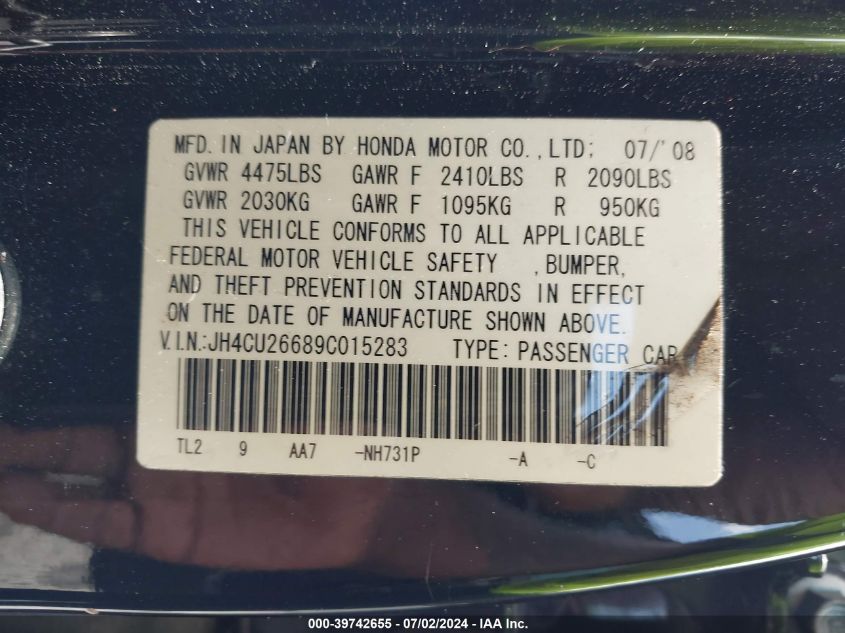 MFD. IN JAPAN BY HONDA MOTOR CO., LTD; 07/'08
GVWR 4475LBS GAWR F 2410LBS R 2090LBS
GVWR 2030KG GAWR F 1095KG R 950KG
THIS VEHICLE CONFORMS TO ALL APPLICABLE
FEDERAL MOTOR VEHICLE SAFETY , BUMPER,
AND THEFT PREVENTION STANDARDS IN EFFECT
ON THE DATE OF MANUFACTURE SHOWN ABOVE.
V.I.N.:JH4CU26689C015283 TYPE: PASSENGER CAR
TL2 9 AA7 -NH731P -A -C
000-39742655 - 07/02/2024 - IAA Inc.